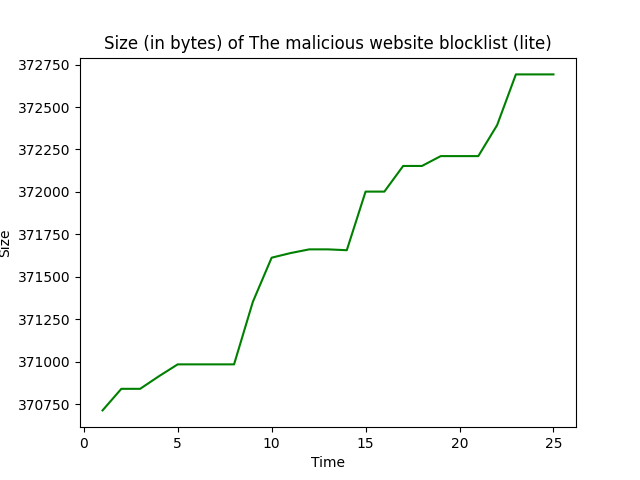 Size (in bytes) of The malicious website blocklist (lite)
372750
372500
372250
372000
371750
371500
371250
371000
370750
Size
0 5 10 15 20 25
Time